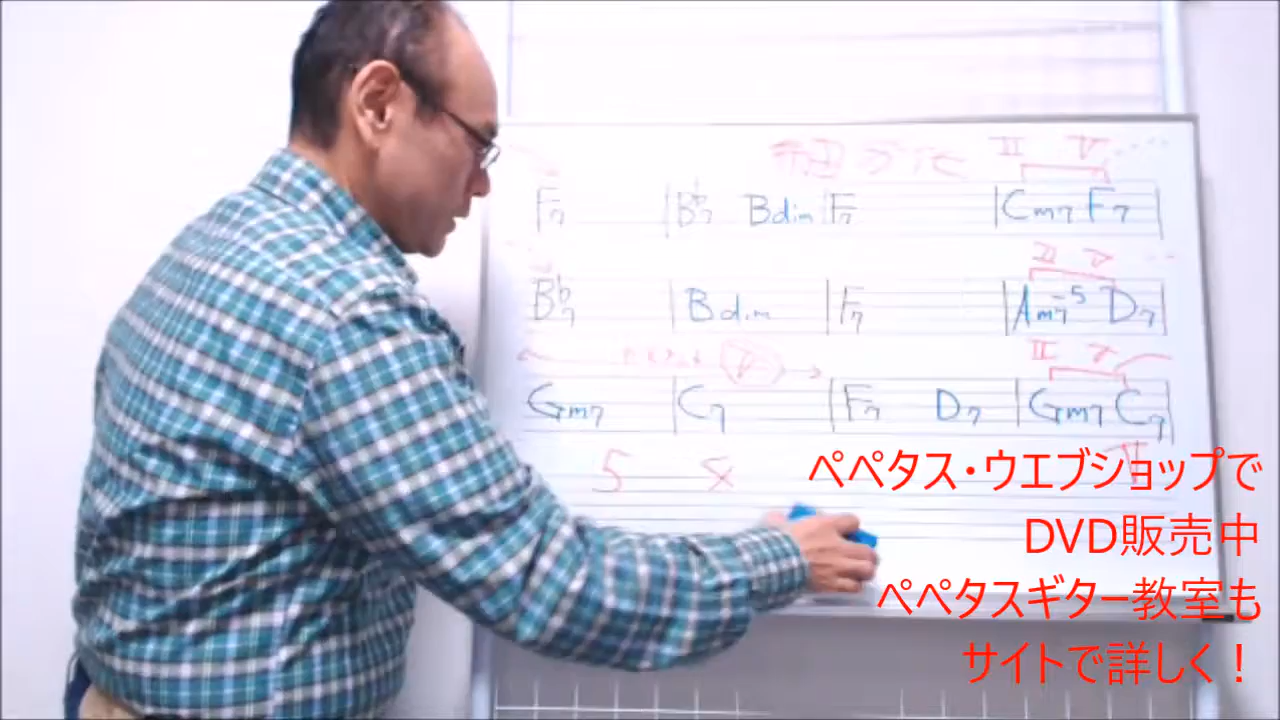 II V
F7 | B♭7 Bdim | F7 | Cm7 F7 |
II V
B♭7 | Bdim | F7 | Am7-5 D7 |
V II V
Gm7 | C7 | F7 D7 | Gm7 C7 |
5
ペペタス・ウエブショップで
DVD販売中
ペペタスギター教室も
サイトで詳しく！